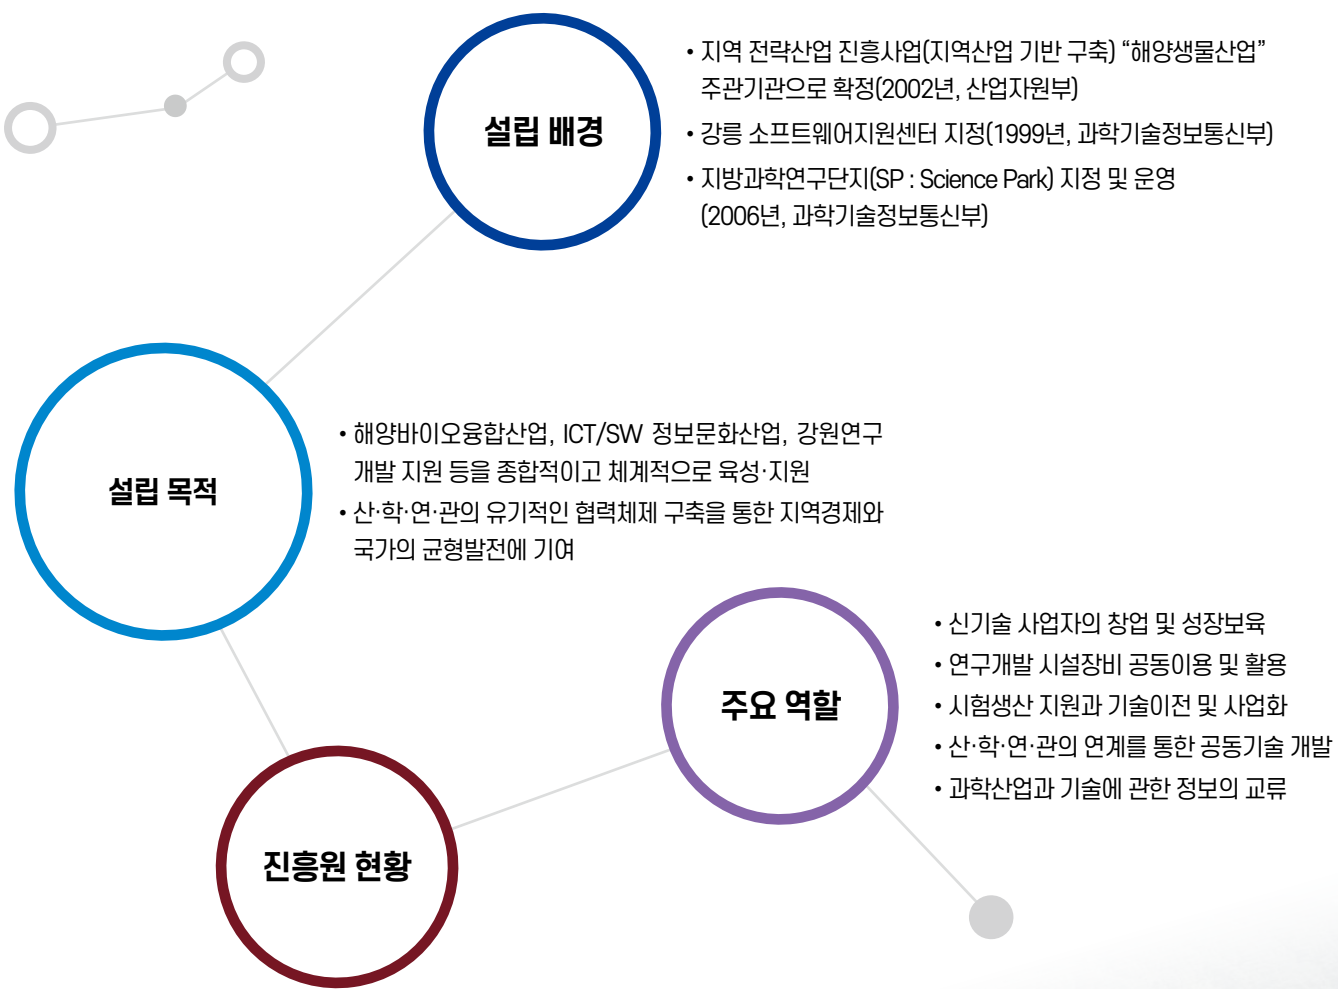 설립 배경
• 지역 전략산업 진흥사업(지역산업 기반 구축) “해양생물산업”
주관기관으로 확정(2002년, 산업자원부)
• 강릉 소프트웨어지원센터 지정(1999년, 과학기술정보통신부)
• 지방과학연구단지(SP : Science Park) 지정 및 운영
(2006년, 과학기술정보통신부)
설립 목적
• 해양바이오융합산업, ICT/SW 정보문화산업, 강원연구
개발 지원 등을 종합적이고 체계적으로 육성·지원
• 산·학·연·관의 유기적인 협력체제 구축을 통한 지역경제와
국가의 균형발전에 기여
주요 역할
• 신기술 사업자의 창업 및 성장보육
• 연구개발 시설장비 공동이용 및 활용
• 시험생산 지원과 기술이전 및 사업화
• 산·학·연·관의 연계를 통한 공동기술 개발
• 과학산업과 기술에 관한 정보의 교류
진흥원 현황